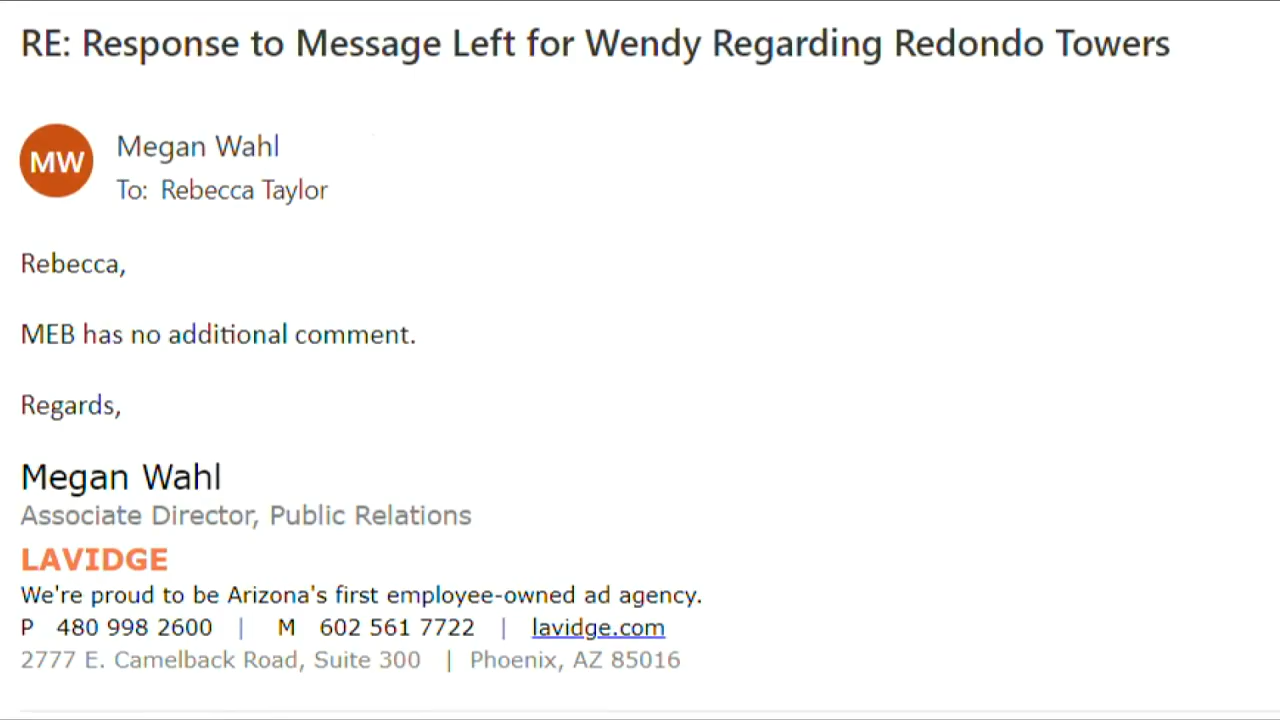 RE: Response to Message Left for Wendy Regarding Redondo Towers
MW
Megan Wahl
To: Rebecca Taylor
Rebecca,
MEB has no additional comment.
Regards,
Megan Wahl
Associate Director, Public Relations
LAVIDGE
We're proud to be Arizona's first employee-owned ad agency.
P 480 998 2600 | M 602 561 7722 | lavidge.com
2777 E. Camelback Road, Suite 300 | Phoenix, AZ 85016